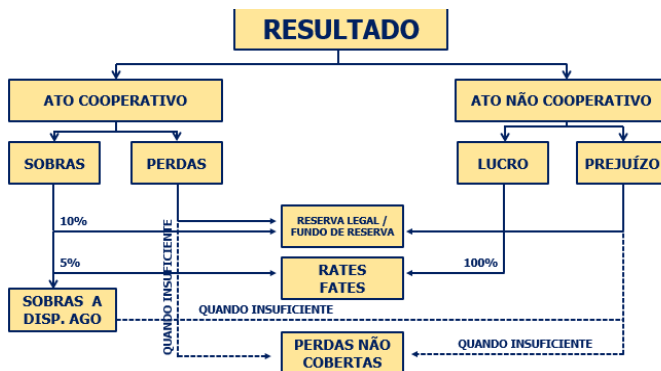 RESULTADO
ATO COOPERATIVO
ATO NÃO COOPERATIVO
SOBRAS
PERDAS
LUCRO
PREJUÍZO
10%
RESERVA LEGAL /
FUNDO DE RESERVA
QUANDO INSUFICIENTE
5%
RATES
FATES
100%
SOBRAS A
DISP. AGO
QUANDO INSUFICIENTE
PERDAS NÃO
COBERTAS
QUANDO INSUFICIENTE